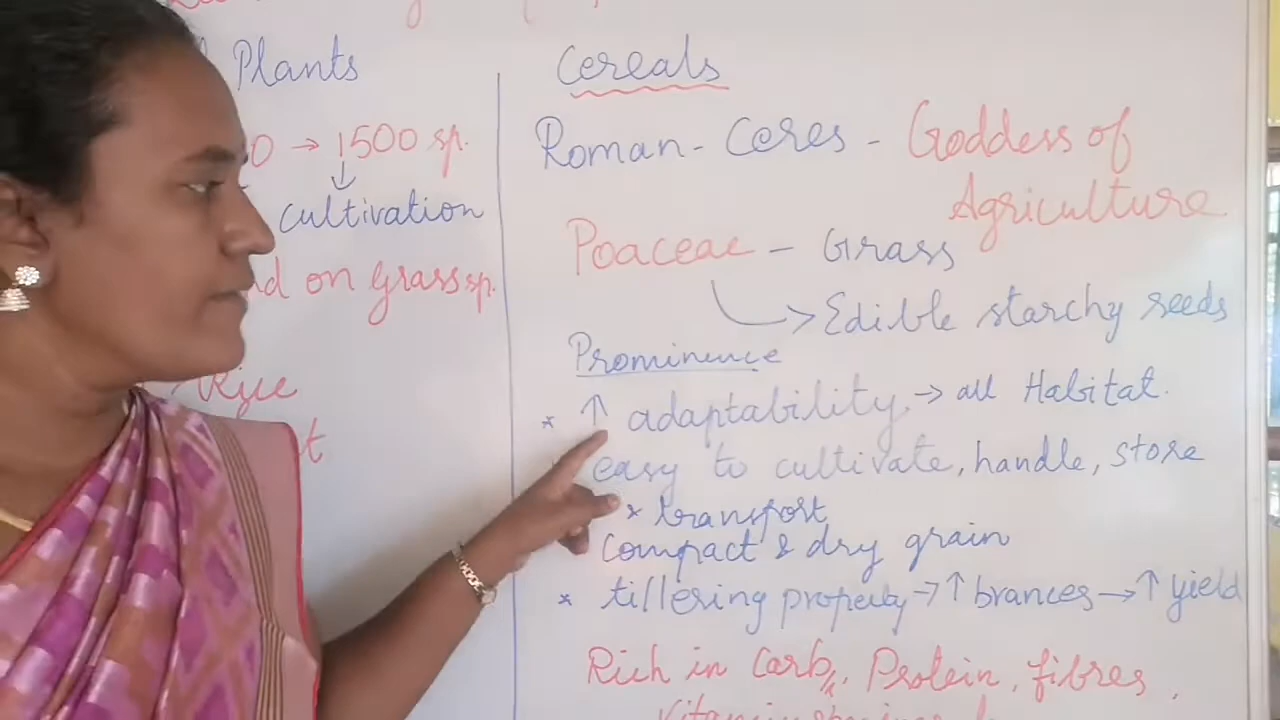 Plants
0 → 1500 sp.
↓
cultivation
d on Grass sp.
Rice
t
Cereals
Roman - Ceres - Goddess of
Agriculture
Poaceae - Grass
→ Edible starchy seeds
Prominence
* ↑ adaptability → all Habitat.
easy to cultivate, handle, store
* transport
Compact & dry grain
* tillering property → ↑ brances → ↑ yield
Rich in Carb, Protein, fibres,